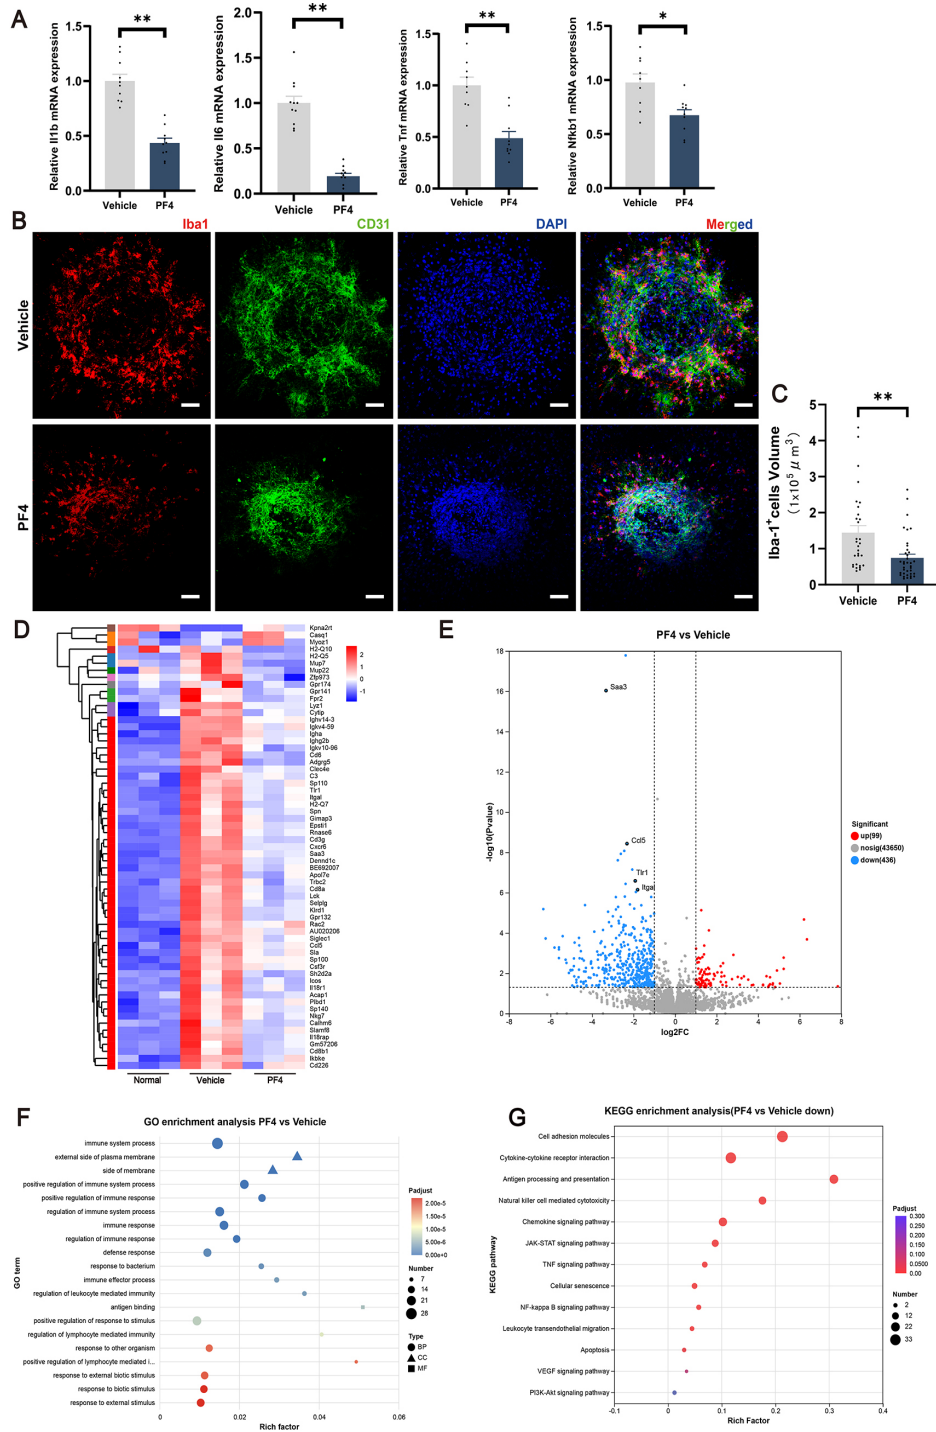 A
**
**
**
*
Relative Il1b mRNA expression
1.5
1.0
0.5
0.0
Vehicle
PF4
Relative Il6 mRNA expression
2.0
1.5
1.0
0.5
0.0
Vehicle
PF4
Relative Tnf mRNA expression
1.5
1.0
0.5
0.0
Vehicle
PF4
Relative Nfkb1 mRNA expression
1.5
1.0
0.5
0.0
Vehicle
PF4
B
Iba1
CD31
DAPI
Merged
Vehicle
PF4
C
**
Iba-1+cells Volume
(1x10⁵ μm³)
5
4
3
2
1
0
Vehicle
PF4
D
Kpna2rt
Casq1
Myoz1
H2-Q10
H2-Q5
Mup7
Mup22
Zfp973
Gpr174
Gpr141
Fpr2
Lyz1
Cytip
Ighv14-3
Igkv4-59
Igha
Ighg2b
Igkv10-96
Cd6
Adgrg5
Clec4e
C3
Sp110
Tlr1
Itgal
H2-Q7
Spn
Gimap3
Epsti1
Rnase6
Cd3g
Cxcr6
Saa3
Dennd1c
BE692007
Apol7e
Trbc2
Cd8a
Lck
Selplg
Klrd1
Gpr132
Rac2
AU020206
Siglec1
Ccl5
Sla
Sp100
Csf3r
Sh2d2a
Icos
Il18r1
Acap1
Plbd1
Sp140
Nkg7
Calhm6
Slamf8
Il18rap
Gm57206
Cd8b1
Ikbke
Cd226
2
1
0
-1
Normal
Vehicle
PF4
E
PF4 vs Vehicle
-log10(Pvalue)
18
16
14
12
10
8
6
4
2
0
Saa3
Ccl5
Tlr1
Itgal
-8
-6
-4
-2
0
2
4
6
8
log2FC
Significant
up(99)
nosig(43650)
down(436)
F
GO enrichment analysis PF4 vs Vehicle
GO term
immune system process
external side of plasma membrane
side of membrane
positive regulation of immune system process
positive regulation of immune response
regulation of immune system process
immune response
regulation of immune response
defense response
response to bacterium
immune effector process
regulation of leukocyte mediated immunity
antigen binding
positive regulation of response to stimulus
regulation of lymphocyte mediated immunity
response to other organism
positive regulation of lymphocyte mediated i...
response to external biotic stimulus
response to biotic stimulus
response to external stimulus
0
0.02
0.04
0.06
Rich factor
Padjust
2.00e-5
1.00e-5
5.00e-6
0.00e+0
Number
7
14
21
28
Type
BP
CC
MF
G
KEGG enrichment analysis(PF4 vs Vehicle down)
KEGG pathway
Cell adhesion molecules
Cytokine-cytokine receptor interaction
Antigen processing and presentation
Natural killer cell mediated cytotoxicity
Chemokine signaling pathway
JAK-STAT signaling pathway
TNF signaling pathway
Cellular senescence
NF-kappa B signaling pathway
Leukocyte transendothelial migration
Apoptosis
VEGF signaling pathway
PI3K-Akt signaling pathway
-0.1
0
0.1
0.2
0.3
0.4
Rich Factor
Padjust
0.300
0.250
0.200
0.150
0.100
0.0500
0.000
Number
2
12
22
33